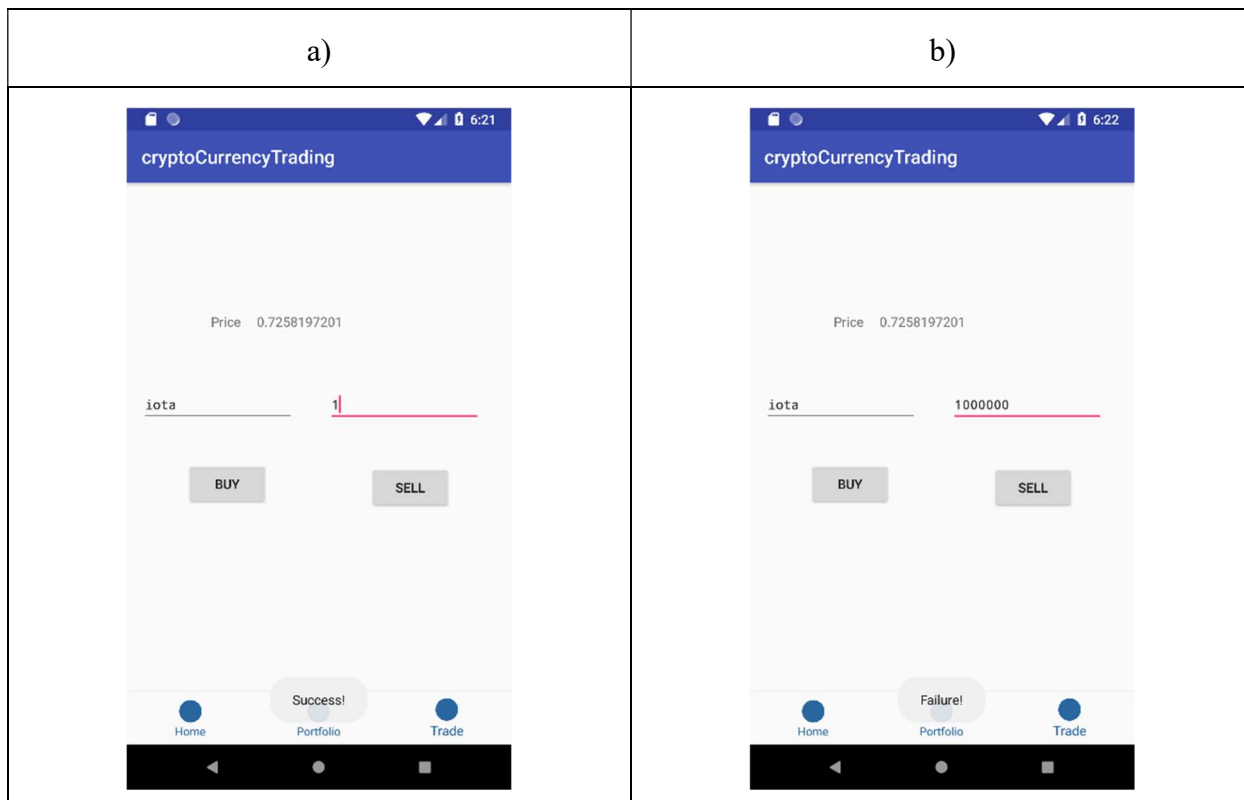 a)
b)
6:21
cryptoCurrencyTrading
Price 0.7258197201
iota 1
BUY SELL
Success!
Home Portfolio Trade
6:22
cryptoCurrencyTrading
Price 0.7258197201
iota 1000000
BUY SELL
Failure!
Home Portfolio Trade